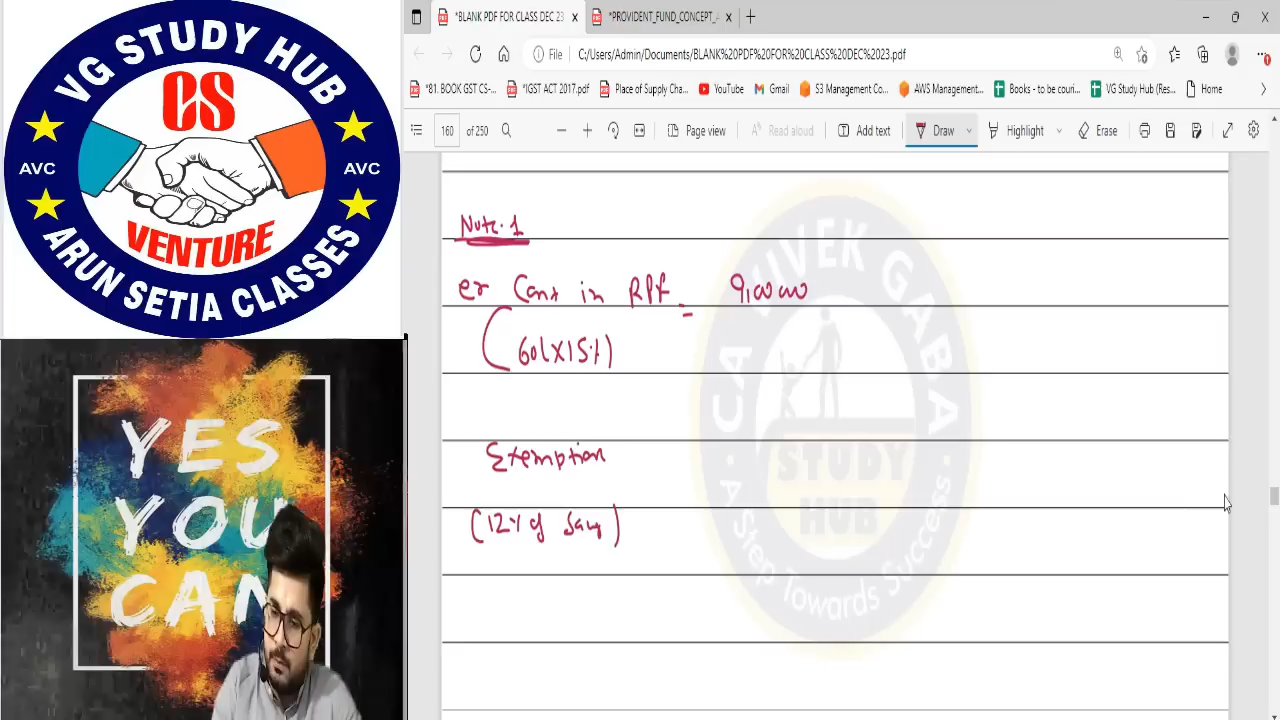 VG STUDY HUB
CS
AVC
AVC
VENTURE
ARUN SETIA CLASSES
YES
YOU
CAN
*BLANK PDF FOR CLASS DEC 23
*PROVIDENT_FUND_CONCEPT_
File
C:/Users/Admin/Documents/BLANK%20PDF%20FOR%20CLASS%20DEC%202023.pdf
*81. BOOK GST CS-...
*IGST ACT 2017.pdf
Place of Supply Cha...
YouTube
Gmail
S3 Management Co...
AWS Management...
Books - to be couri...
VG Study Hub (Res...
Home
160 of 250
Page view
Read aloud
Add text
Draw
Highlight
Erase
Note.1
er Cont in RPF = 9,00,000
(60L×15%)
Exemption
(12% of Salary)
CA VIVEK GABA
STUDY
HUB
A Step Towards Success